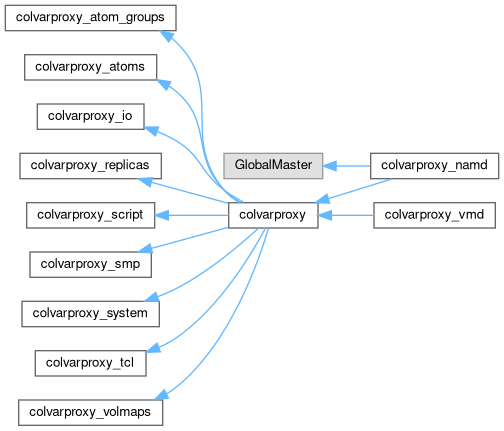 colvarproxy_atom_groups
colvarproxy_atoms
colvarproxy_io
colvarproxy_replicas
GlobalMaster
colvarproxy_namd
colvarproxy_script
colvarproxy
colvarproxy_vmd
colvarproxy_smp
colvarproxy_system
colvarproxy_tcl
colvarproxy_volmaps